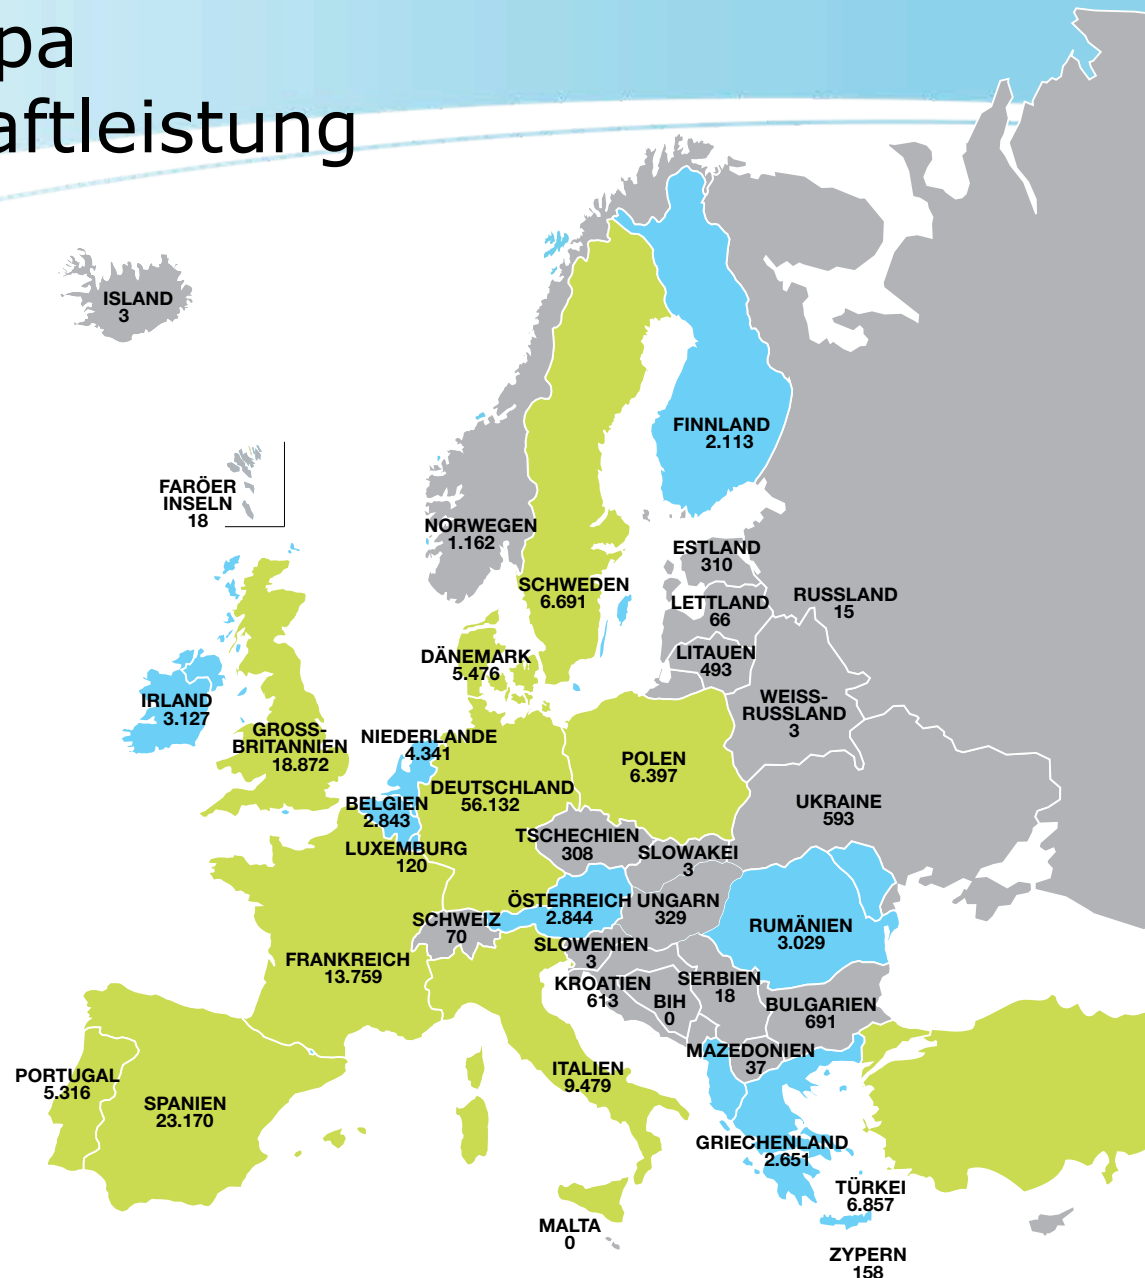 pa
aftleistung
ISLAND
3
FINNLAND
2.113
FARÖER
INSELN
18
NORWEGEN
1.162
ESTLAND
310
SCHWEDEN
6.691
LETTLAND
66
RUSSLAND
15
LITAUEN
493
DÄNEMARK
5.476
IRLAND
3.127
WEISS-
RUSSLAND
3
GROSS-
BRITANNIEN
18.872
NIEDERLANDE
4.341
POLEN
6.397
DEUTSCHLAND
56.132
BELGIEN
2.843
UKRAINE
593
TSCHECHIEN
308
LUXEMBURG
120
SLOWAKEI
3
ÖSTERREICH
2.844
UNGARN
329
SCHWEIZ
70
RUMÄNIEN
3.029
SLOWENIEN
3
FRANKREICH
13.759
KROATIEN
613
BIH
0
SERBIEN
18
BULGARIEN
691
MAZEDONIEN
37
ITALIEN
9.479
PORTUGAL
5.316
SPANIEN
23.170
GRIECHENLAND
2.651
TÜRKEI
6.857
MALTA
0
ZYPERN
158